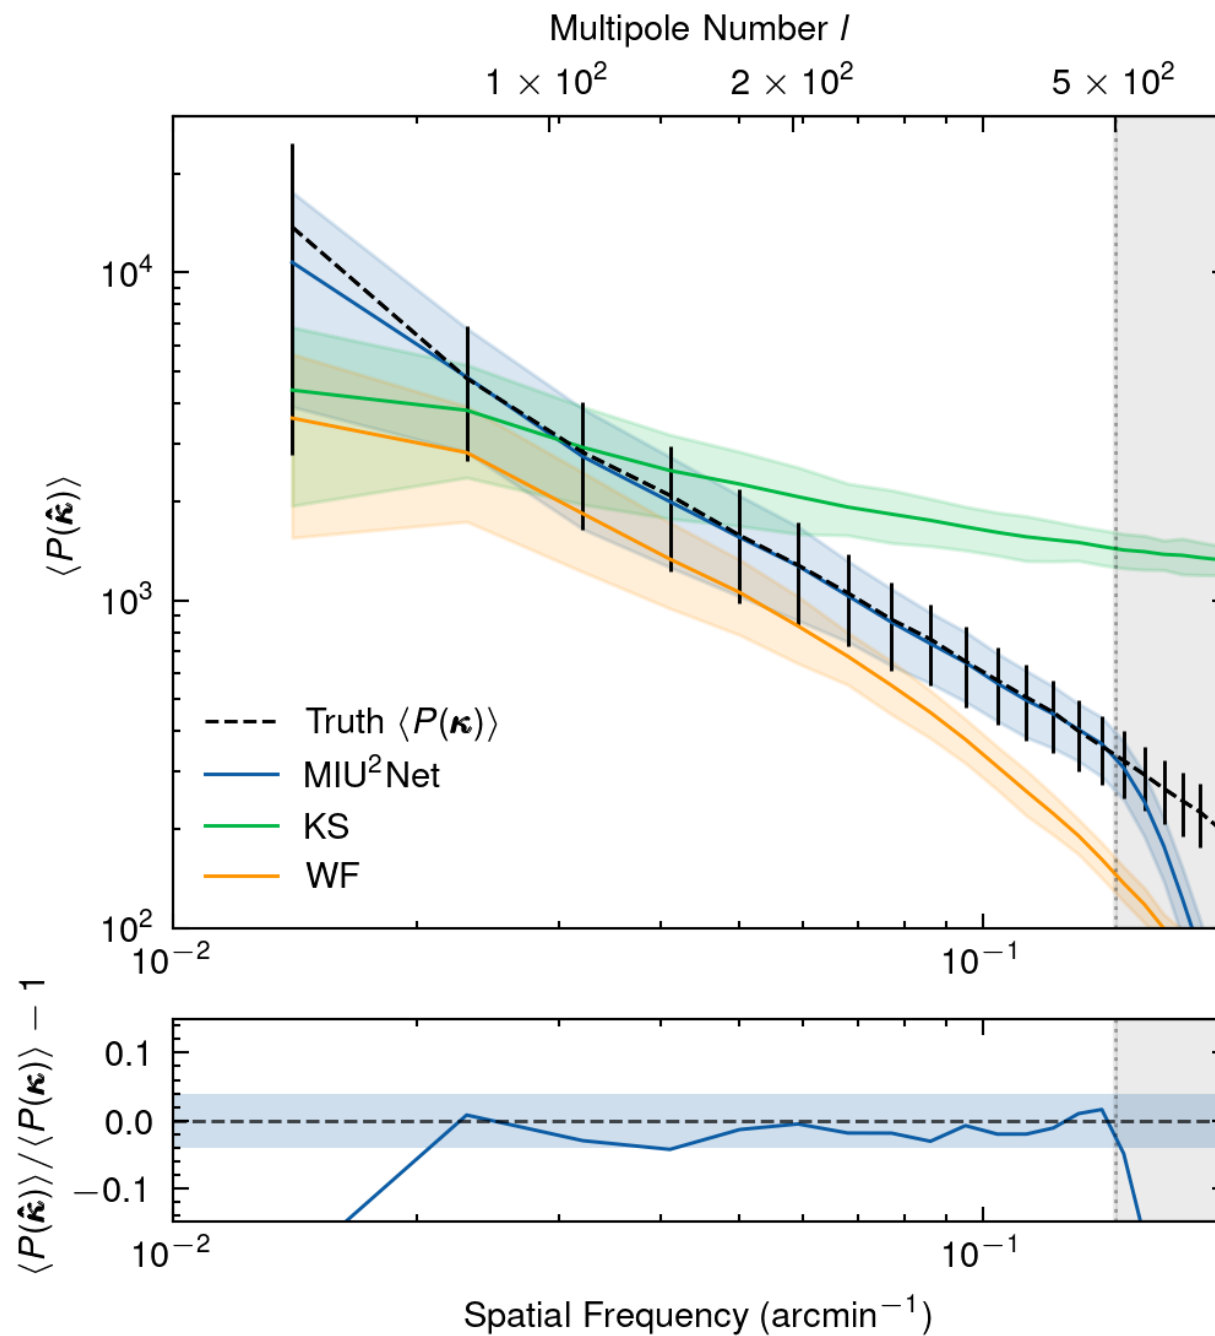 Multipole Number l
1 × 10² 2 × 10² 5 × 10²
10⁴
10³
10²
⟨P(κ̂)⟩
Truth ⟨P(κ)⟩
MIU²Net
KS
WF
10⁻² 10⁻¹
0.1
0.0
−0.1
⟨P(κ̂)⟩ / ⟨P(κ)⟩ − 1
10⁻² 10⁻¹
Spatial Frequency (arcmin⁻¹)